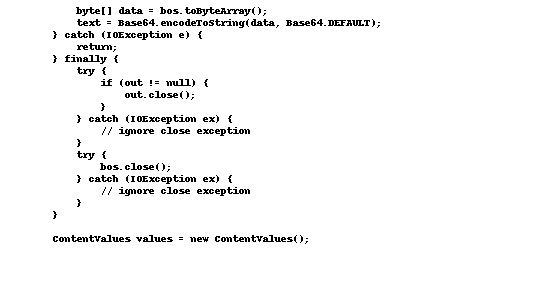 byte[] data = bos.toByteArray();
text = Base64.encodeToString(data, Base64.DEFAULT);
} catch (IOException e) {
return;
} finally {
try {
if (out != null) {
out.close();
}
} catch (IOException ex) {
// ignore close exception
}
try {
bos.close();
} catch (IOException ex) {
// ignore close exception
}
}
ContentValues values = new ContentValues();